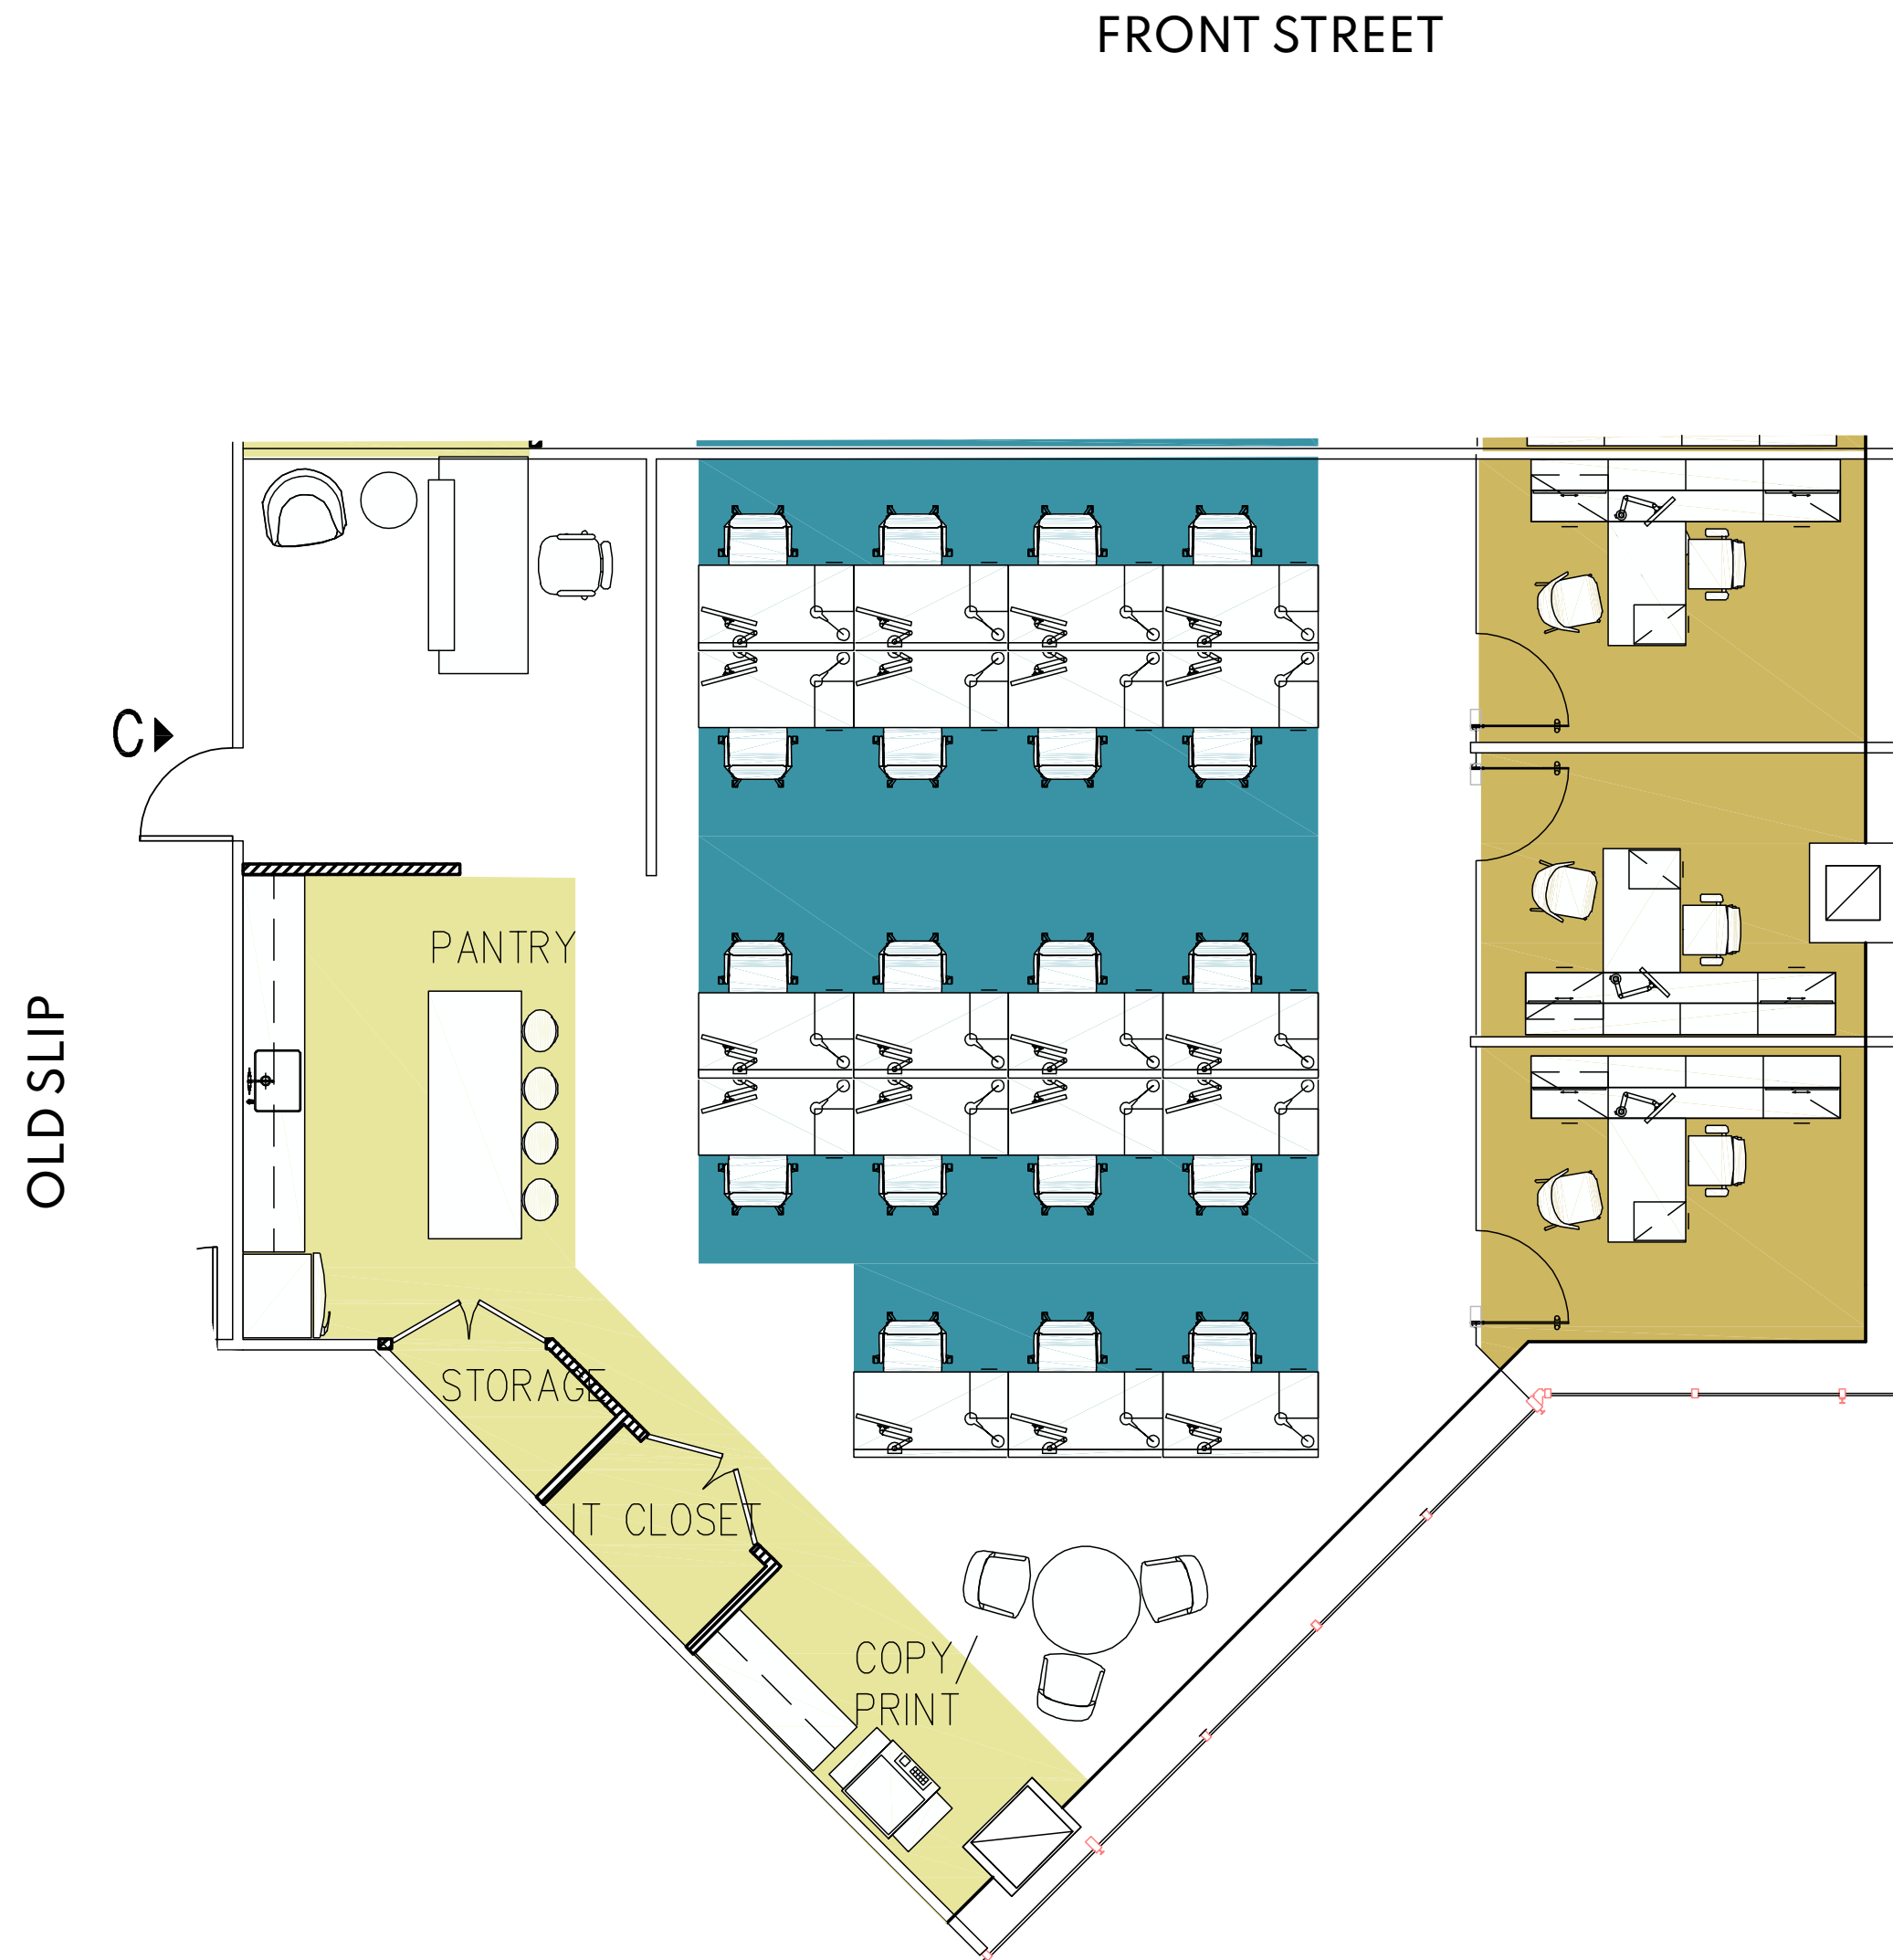 FRONT STREET
C
PANTRY
OLD SLIP
STORAGE
IT CLOSET
COPY/
PRINT